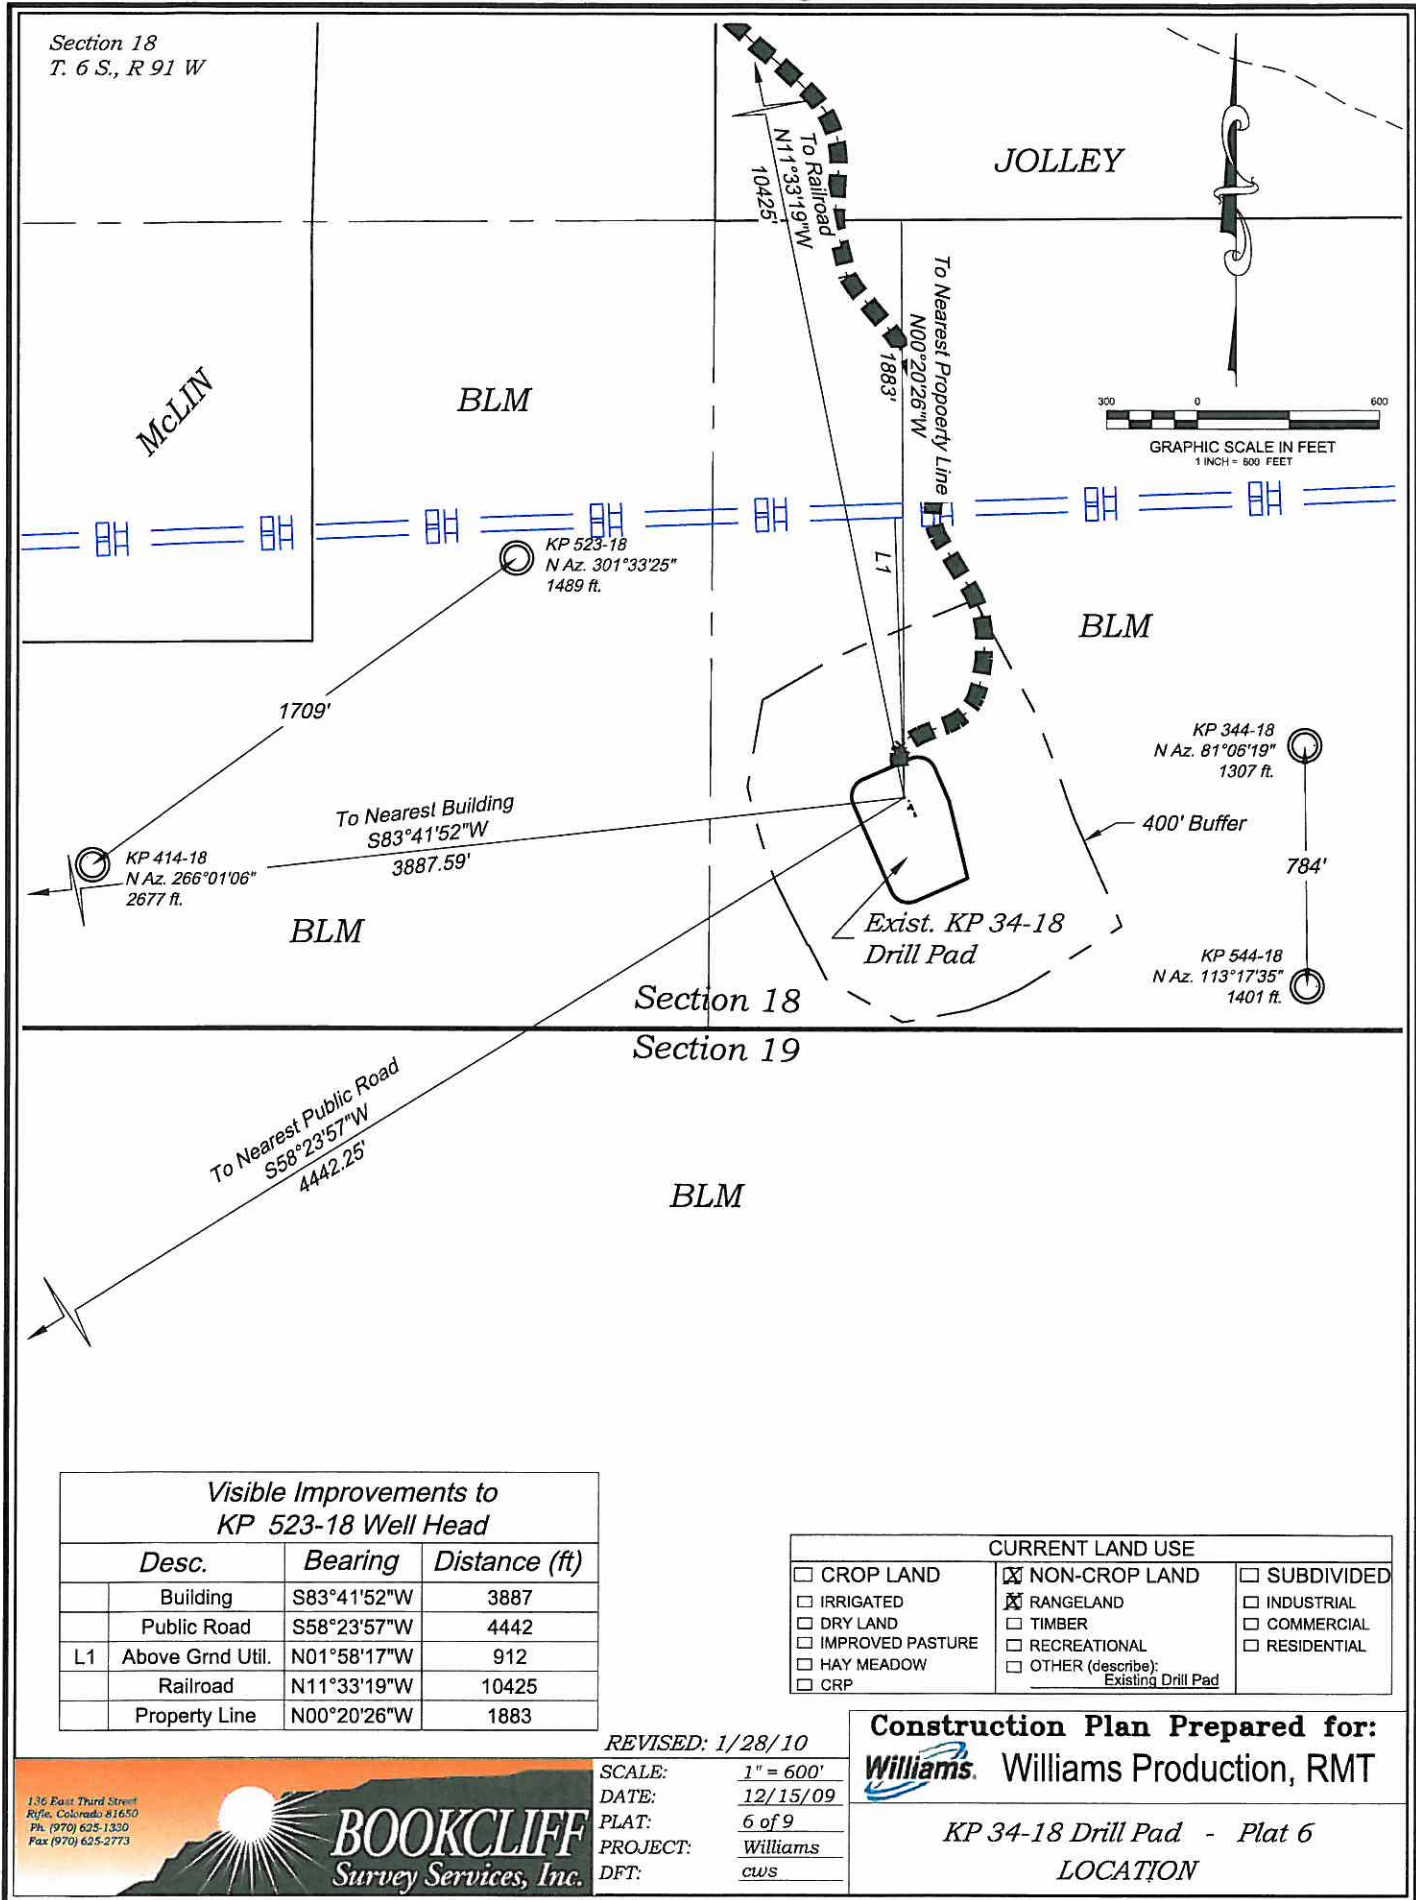 Section 18
T. 6 S., R 91 W
JOLLEY
To Railroad
N11°33'19"W
10425'
To Nearest Propoerty Line
N00°20'26"W
1883'
McLIN
BLM
300 0 600
GRAPHIC SCALE IN FEET
1 INCH = 600 FEET
KP 523-18
N Az. 301°33'25"
1489 ft.
L1
BLM
1709'
KP 344-18
N Az. 81°06'19"
1307 ft.
To Nearest Building
S83°41'52"W
3887.59'
400' Buffer
784'
KP 414-18
N Az. 266°01'06"
2677 ft.
BLM
Exist. KP 34-18
Drill Pad
KP 544-18
N Az. 113°17'35"
1401 ft.
Section 18
Section 19
To Nearest Public Road
S58°23'57"W
4442.25'
BLM
Visible Improvements to
KP 523-18 Well Head
Desc. Bearing Distance (ft)
Building S83°41'52"W 3887
Public Road S58°23'57"W 4442
L1 Above Grnd Util. N01°58'17"W 912
Railroad N11°33'19"W 10425
Property Line N00°20'26"W 1883
CURRENT LAND USE
CROP LAND X NON-CROP LAND SUBDIVIDED
IRRIGATED X RANGELAND INDUSTRIAL
DRY LAND TIMBER COMMERCIAL
IMPROVED PASTURE RECREATIONAL RESIDENTIAL
HAY MEADOW OTHER (describe):
CRP Existing Drill Pad
REVISED: 1/28/10
SCALE: 1" = 600'
DATE: 12/15/09
PLAT: 6 of 9
PROJECT: Williams
DFT: cws
Construction Plan Prepared for:
Williams. Williams Production, RMT
KP 34-18 Drill Pad - Plat 6
LOCATION
136 East Third Street
Rifle, Colorado 81650
Ph. (970) 625-1330
Fax (970) 625-2773
BOOKCLIFF
Survey Services, Inc.